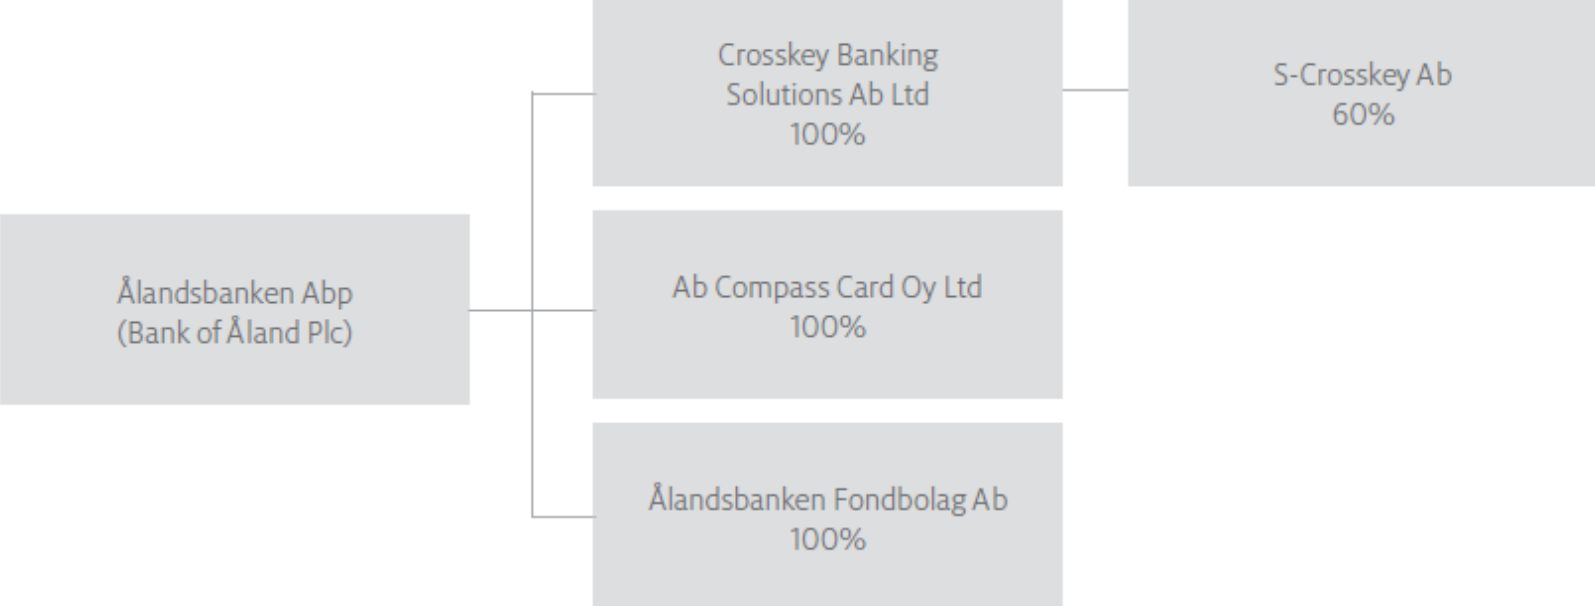 Crosskey Banking
Solutions Ab Ltd
100%
S-Crosskey Ab
60%
Ålandsbanken Abp
(Bank of Åland Plc)
Ab Compass Card Oy Ltd
100%
Ålandsbanken Fondbolag Ab
100%